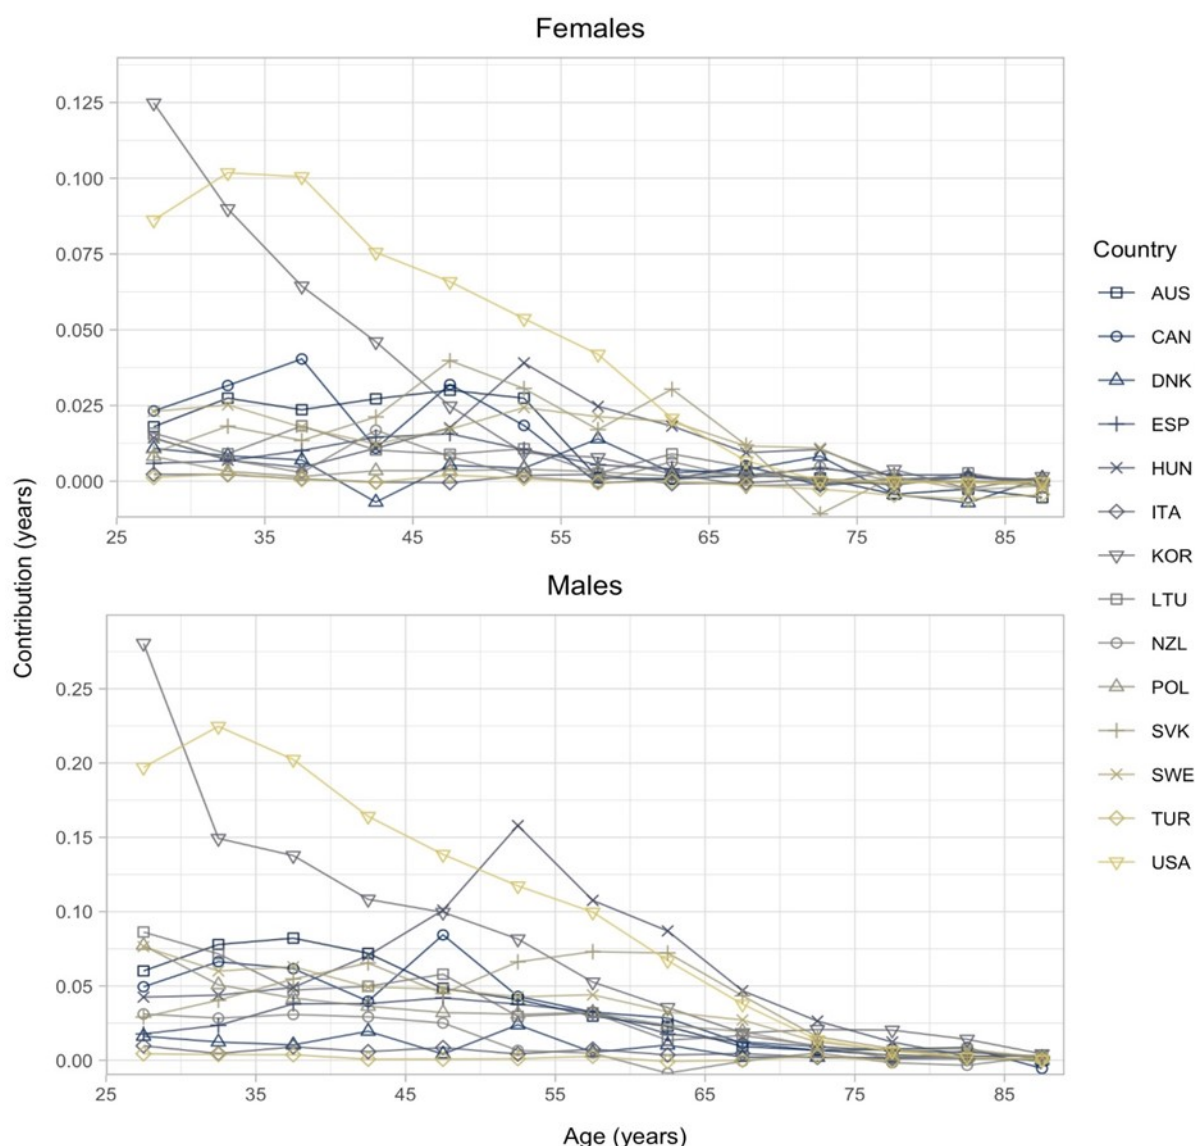 Females
0.125
0.100
0.075
0.050
0.025
0.000
25 35 45 55 65 75 85
Contribution (years)
Males
0.25
0.20
0.15
0.10
0.05
0.00
25 35 45 55 65 75 85
Age (years)
Country
AUS
CAN
DNK
ESP
HUN
ITA
KOR
LTU
NZL
POL
SVK
SWE
TUR
USA